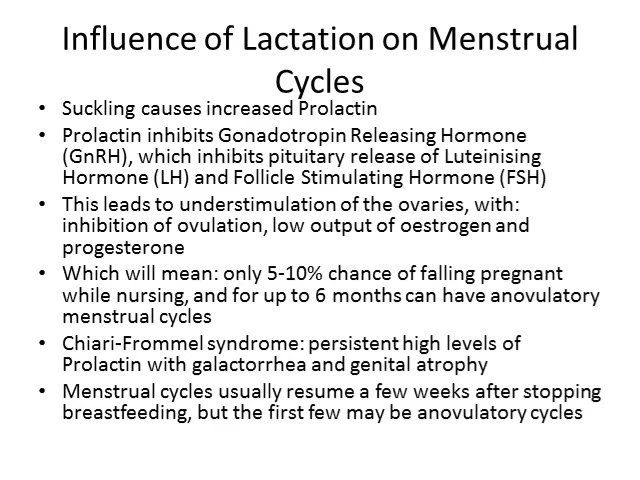 Influence of Lactation on Menstrual
Cycles
• Suckling causes increased Prolactin
• Prolactin inhibits Gonadotropin Releasing Hormone
(GnRH), which inhibits pituitary release of Luteinising
Hormone (LH) and Follicle Stimulating Hormone (FSH)
• This leads to understimulation of the ovaries, with:
inhibition of ovulation, low output of oestrogen and
progesterone
• Which will mean: only 5-10% chance of falling pregnant
while nursing, and for up to 6 months can have anovulatory
menstrual cycles
• Chiari-Frommel syndrome: persistent high levels of
Prolactin with galactorrhea and genital atrophy
• Menstrual cycles usually resume a few weeks after stopping
breastfeeding, but the first few may be anovulatory cycles